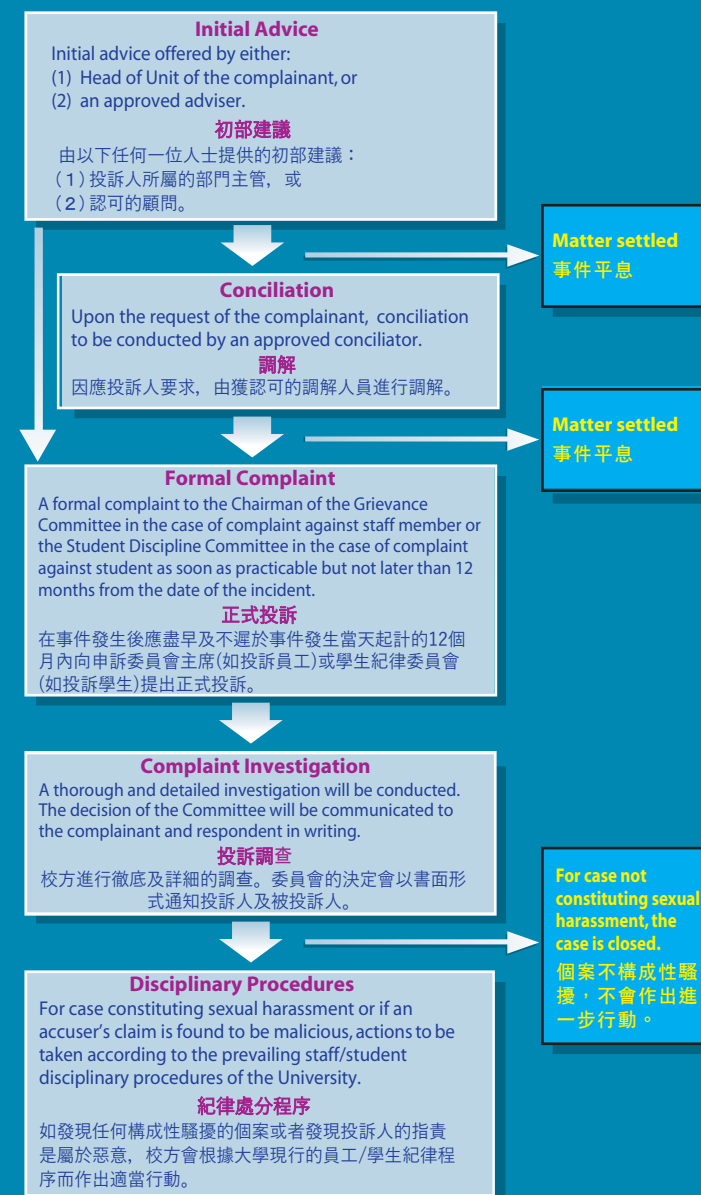 Initial Advice
Initial advice offered by either:
(1) Head of Unit of the complainant, or
(2) an approved adviser.
初部建議
由以下任何一位人士提供的初部建議：
（1）投訴人所屬的部門主管，或
（2）認可的顧問。
Matter settled
事件平息
Conciliation
Upon the request of the complainant, conciliation
to be conducted by an approved conciliator.
調解
因應投訴人要求，由獲認可的調解人員進行調解。
Matter settled
事件平息
Formal Complaint
A formal complaint to the Chairman of the Grievance
Committee in the case of complaint against staff member or
the Student Discipline Committee in the case of complaint
against student as soon as practicable but not later than 12
months from the date of the incident.
正式投訴
在事件發生後應盡早及不遲於事件發生當天起計的12個
月內向申訴委員會主席(如投訴員工)或學生紀律委員會
(如投訴學生)提出正式投訴。
Complaint Investigation
A thorough and detailed investigation will be conducted.
The decision of the Committee will be communicated to
the complainant and respondent in writing.
投訴調查
校方進行徹底及詳細的調查。委員會的決定會以書面形
式通知投訴人及被投訴人。
For case not
constituting sexual
harassment, the
case is closed.
個案不構成性騷
擾，不會作出進
一步行動。
Disciplinary Procedures
For case constituting sexual harassment or if an
accuser's claim is found to be malicious, actions to be
taken according to the prevailing staff/student
disciplinary procedures of the University.
紀律處分程序
如發現任何構成性騷擾的個案或者發現投訴人的指責
是屬於惡意，校方會根據大學現行的員工/學生紀律程
序而作出適當行動。